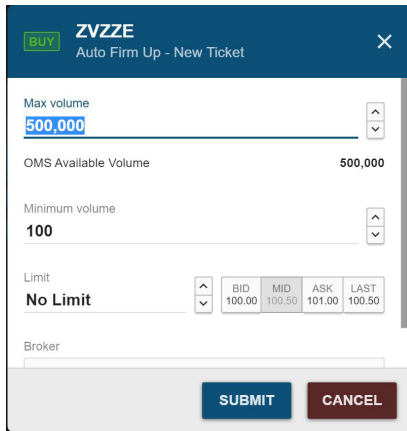 BUY
ZVZZE
Auto Firm Up - New Ticket
Max volume
500,000
OMS Available Volume 500,000
Minimum volume
100
Limit
No Limit
BID MID ASK LAST
100.00 100.50 101.00 100.50
Broker
SUBMIT CANCEL